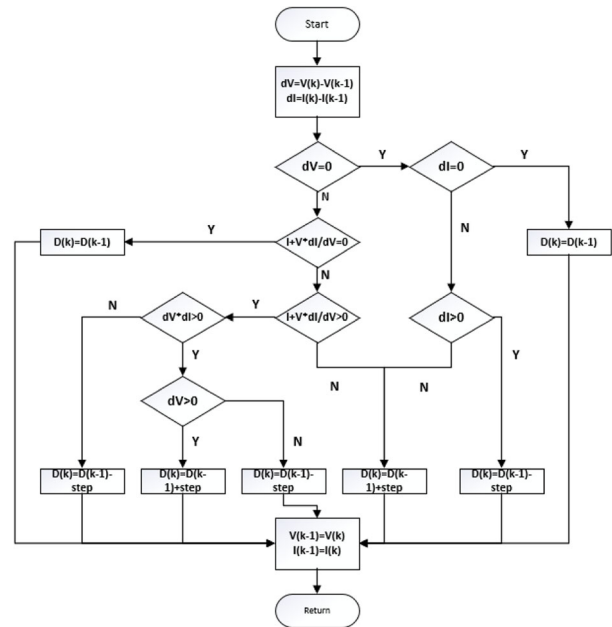 Start
dV=V(k)-V(k-1)
dI=I(k)-I(k-1)
dV=0
Y
dI=0
Y
N
N
D(k)=D(k-1)
Y
I+V*dI/dV=0
D(k)=D(k-1)
N
N
dV*dI>0
Y
I+V*dI/dV>0
dI>0
Y
N
N
Y
dV>0
N
Y
D(k)=D(k-1)-
step
D(k)=D(k-
1)+step
D(k)=D(k-1)-
step
D(k)=D(k-
1)+step
D(k)=D(k-1)-
step
V(k-1)=V(k)
I(k-1)=I(k)
Return